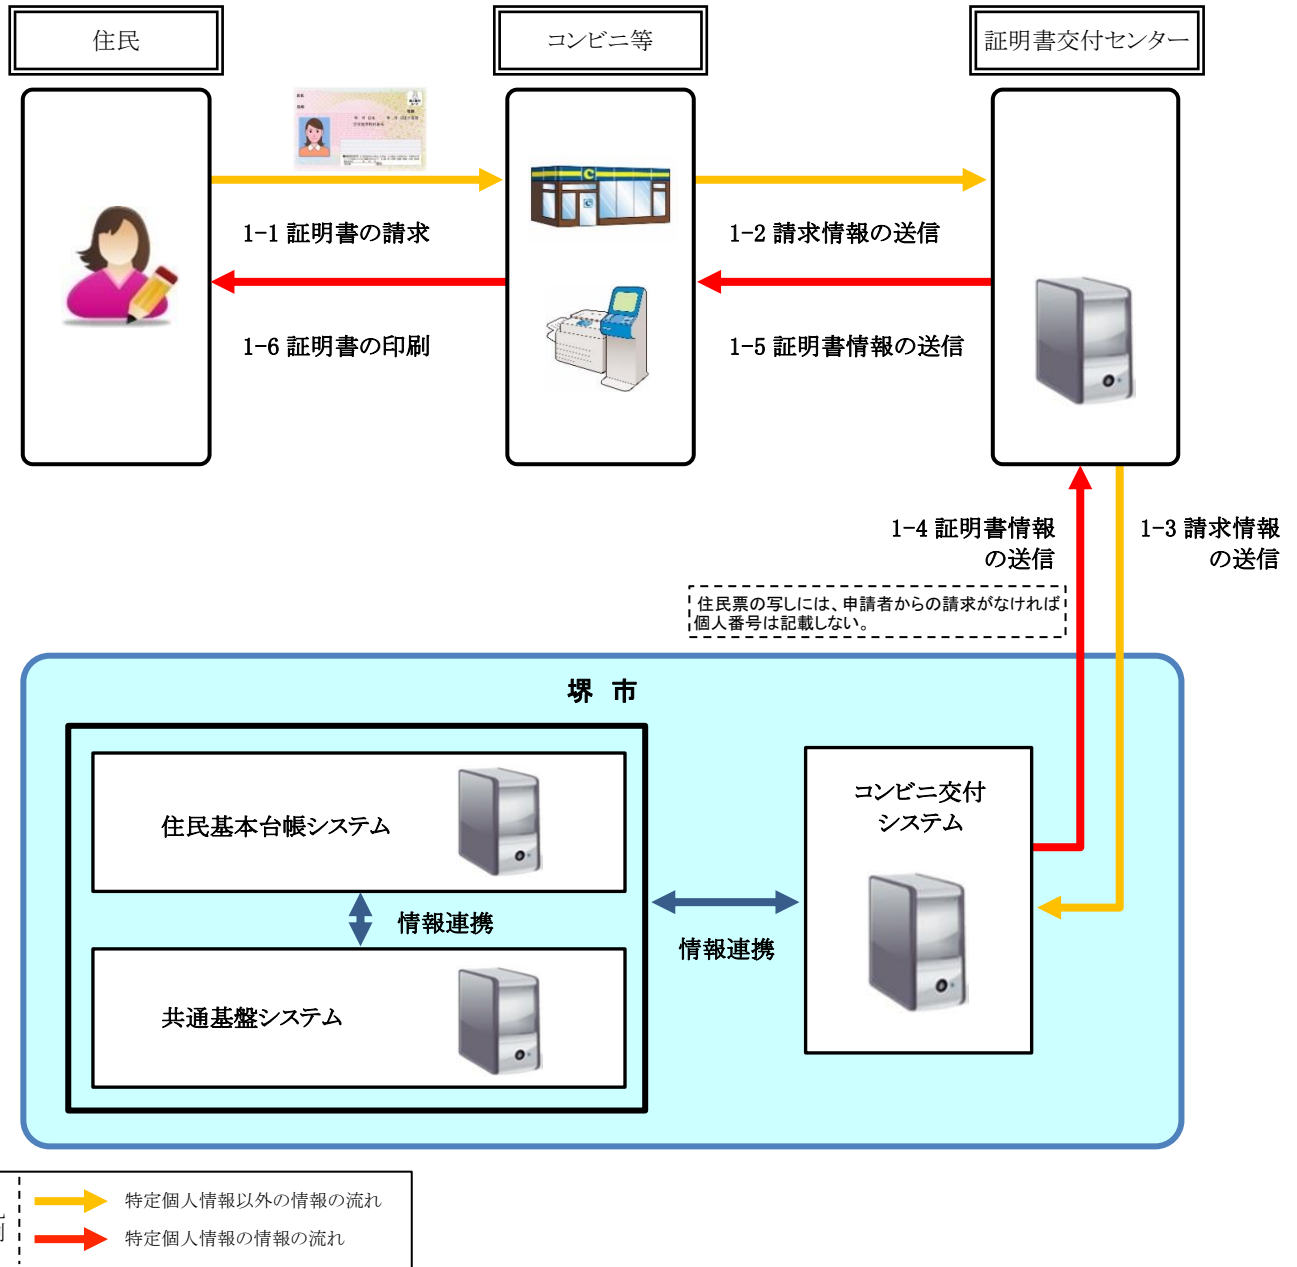 住民
コンビニ等
証明書交付センター
1-1 証明書の請求
1-2 請求情報の送信
1-6 証明書の印刷
1-5 証明書情報の送信
1-4 証明書情報
の送信
1-3 請求情報
の送信
住民票の写しには、申請者からの請求がなければ
個人番号は記載しない。
堺 市
住民基本台帳システム
情報連携
共通基盤システム
情報連携
コンビニ交付
システム
特定個人情報以外の情報の流れ
特定個人情報の情報の流れ